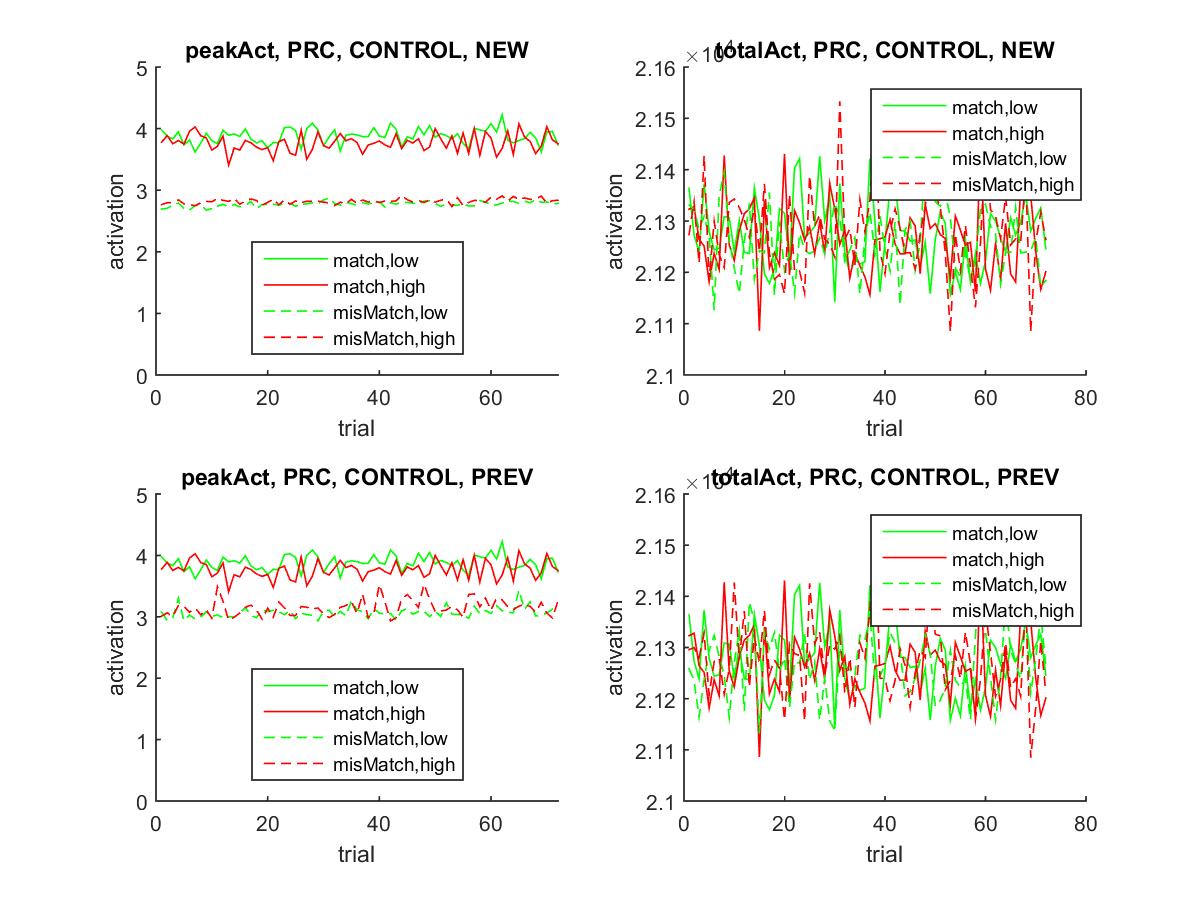 peakAct, PRC, CONTROL, NEW
5
4
3
2
1
0
activation
match,low
match,high
misMatch,low
misMatch,high
0 20 40 60
trial
×10⁴
totalAct, PRC, CONTROL, NEW
2.16
2.15
2.14
2.13
2.12
2.11
2.1
activation
match,low
match,high
misMatch,low
misMatch,high
0 20 40 60 80
trial
peakAct, PRC, CONTROL, PREV
5
4
3
2
1
0
activation
match,low
match,high
misMatch,low
misMatch,high
0 20 40 60
trial
×10⁴
totalAct, PRC, CONTROL, PREV
2.16
2.15
2.14
2.13
2.12
2.11
2.1
activation
match,low
match,high
misMatch,low
misMatch,high
0 20 40 60 80
trial